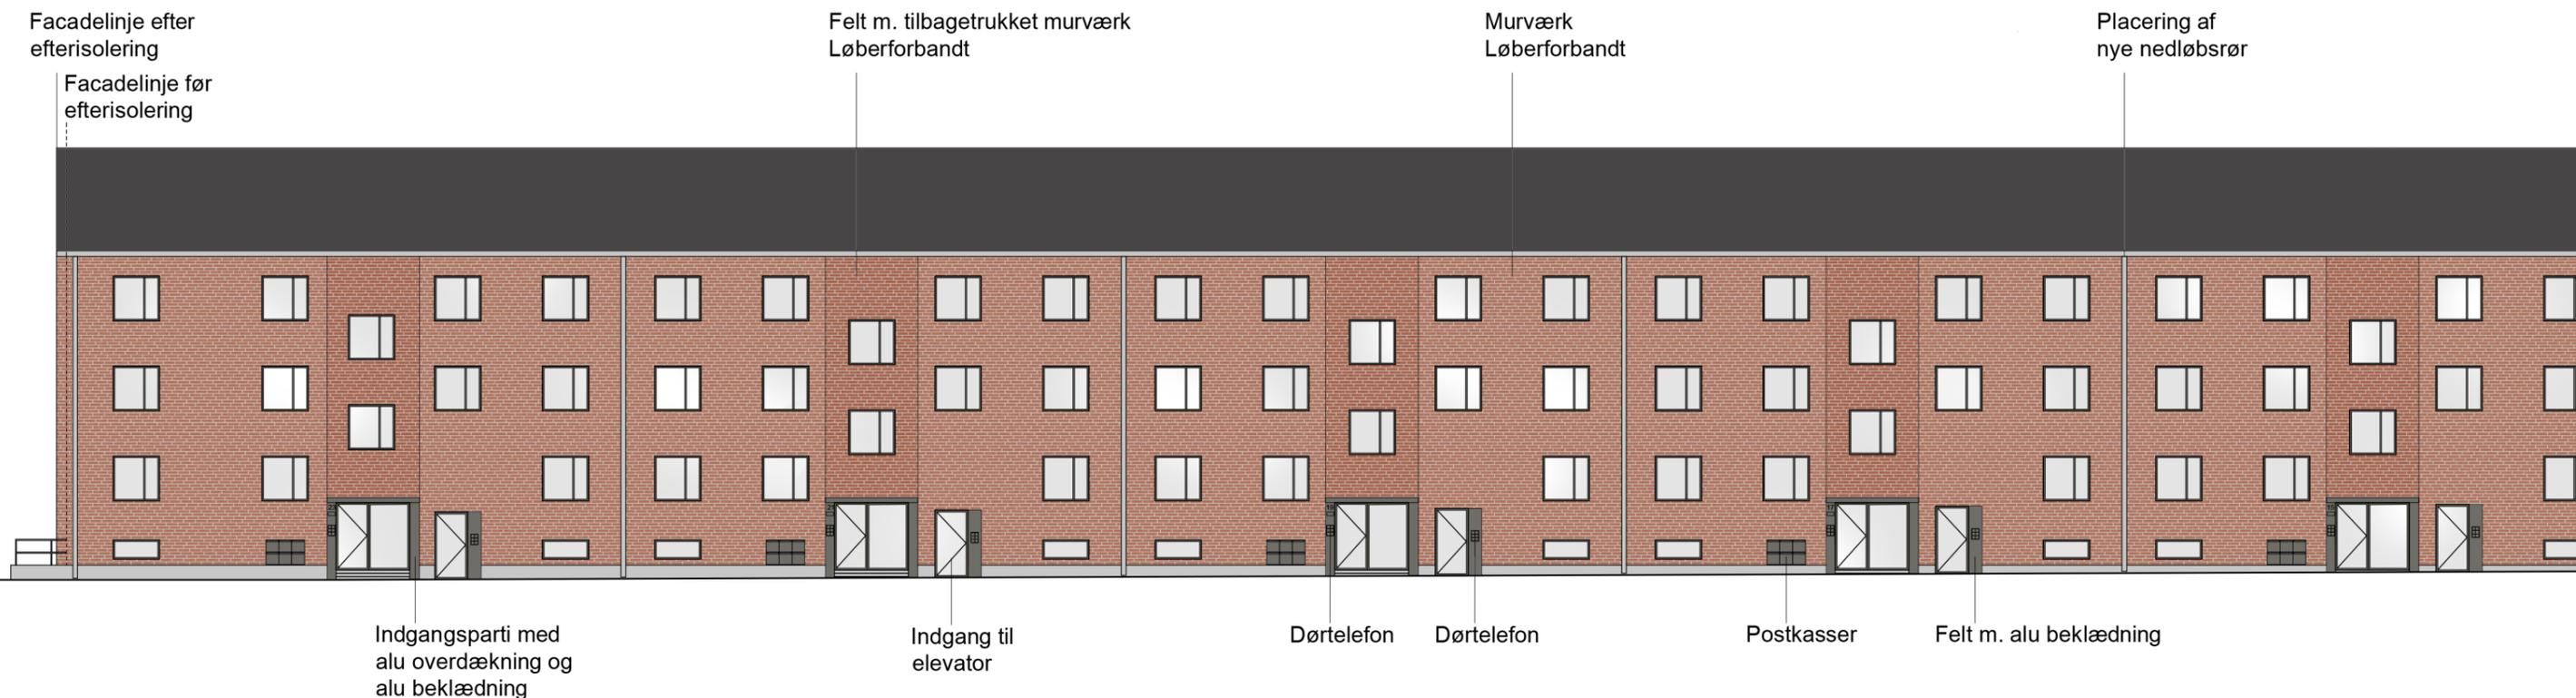 Facadelinje efter
efterisolering
Facadelinje før
efterisolering
Felt m. tilbagetrukket murværk
Løberforbandt
Murværk
Løberforbandt
Placering af
nye nedløbsrør
Indgangsparti med
alu overdækning og
alu beklædning
Indgang til
elevator
Dørtelefon
Dørtelefon
Postkasser
Felt m. alu beklædning